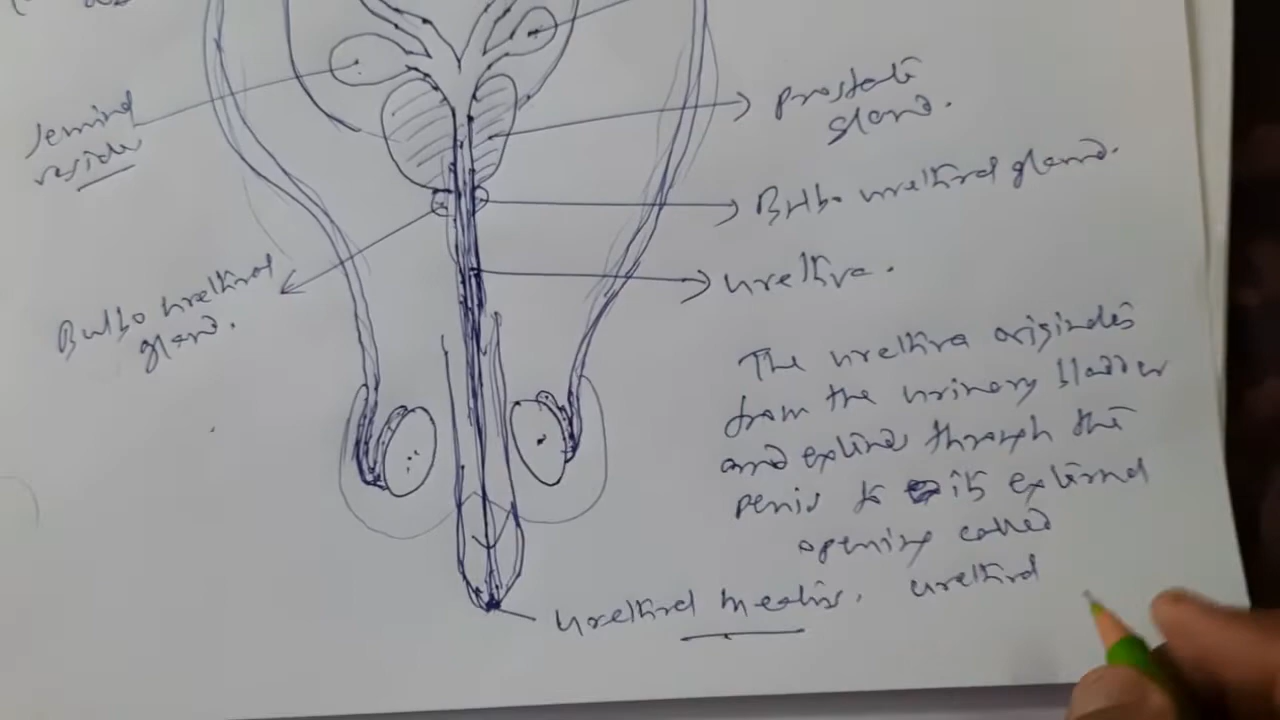 seminal
vesicle
prostate
gland.
Bulbo urethral gland.
urethra.
Bulbo urethral
gland.
The urethra originates
from the urinary bladder
and extends through the
penis to its external
opening called
urethral
urethral meatus.